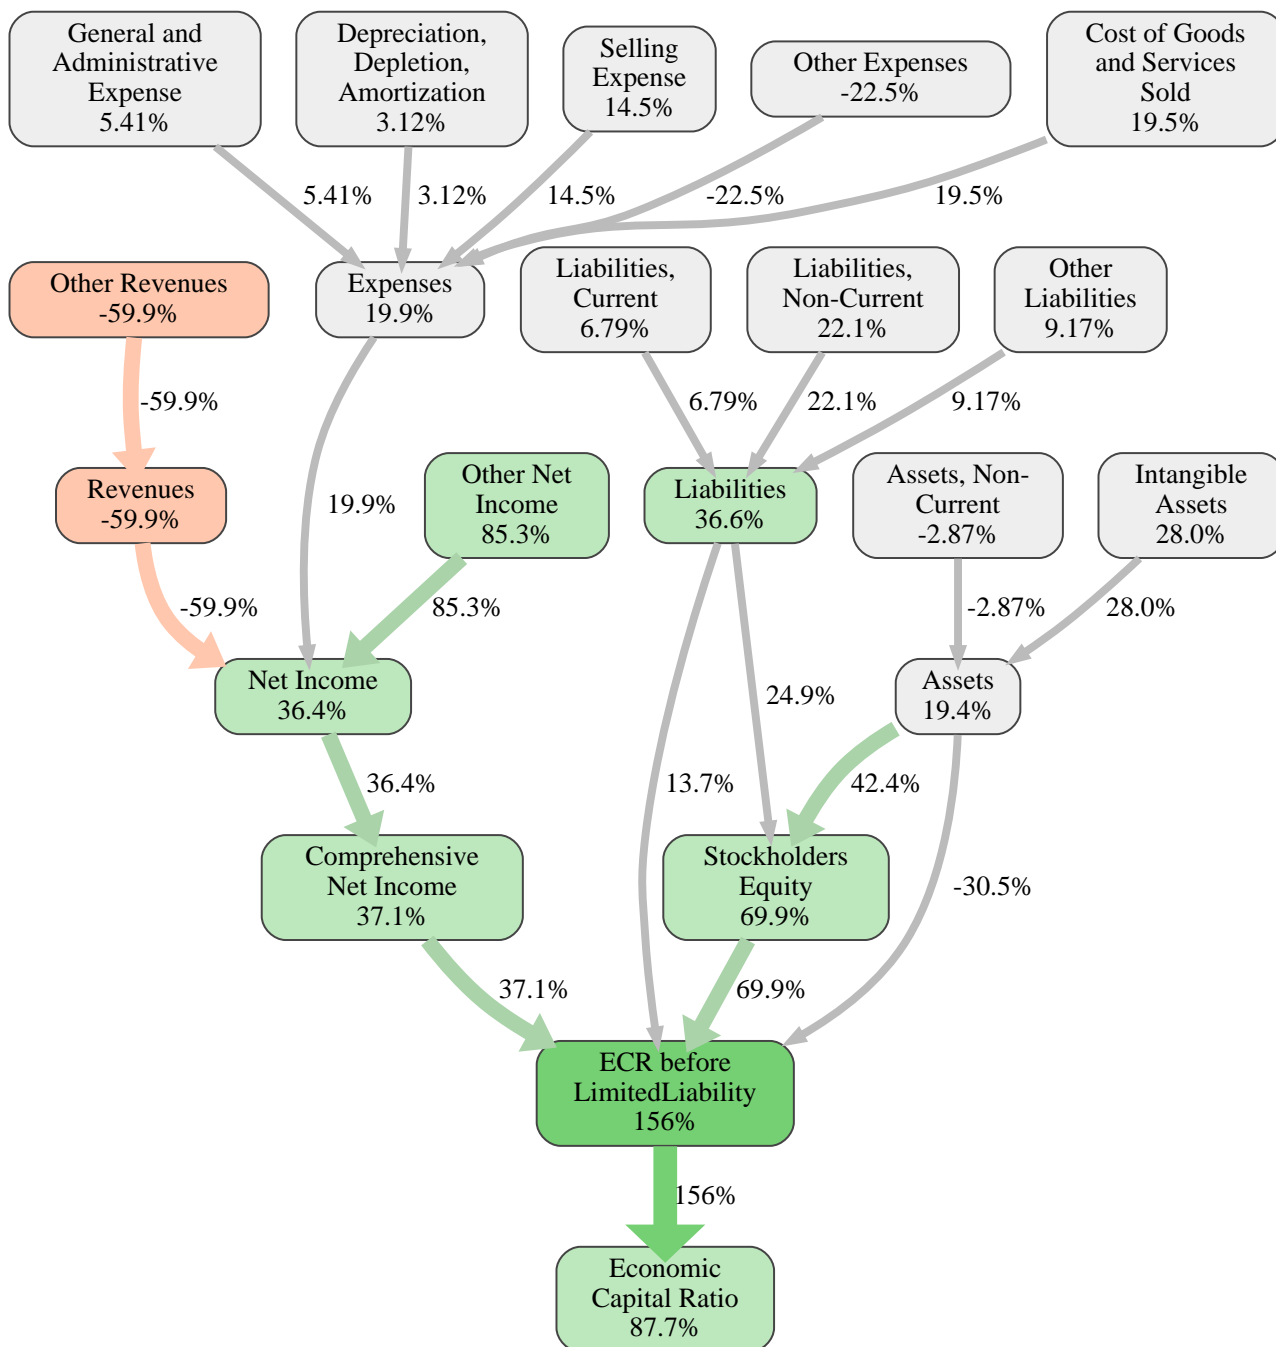 General and
Administrative
Expense
5.41%
Depreciation,
Depletion,
Amortization
3.12%
Selling
Expense
14.5%
Other Expenses
-22.5%
Cost of Goods
and Services
Sold
19.5%
5.41%
3.12%
14.5%
-22.5%
19.5%
Other Revenues
-59.9%
Expenses
19.9%
Liabilities,
Current
6.79%
Liabilities,
Non-Current
22.1%
Other
Liabilities
9.17%
-59.9%
6.79%
22.1%
9.17%
Revenues
-59.9%
19.9%
Other Net
Income
85.3%
Liabilities
36.6%
Assets, Non-
Current
-2.87%
Intangible
Assets
28.0%
-59.9%
85.3%
-2.87%
28.0%
Net Income
36.4%
24.9%
Assets
19.4%
36.4%
13.7%
42.4%
Comprehensive
Net Income
37.1%
Stockholders
Equity
69.9%
-30.5%
37.1%
69.9%
ECR before
LimitedLiability
156%
156%
Economic
Capital Ratio
87.7%